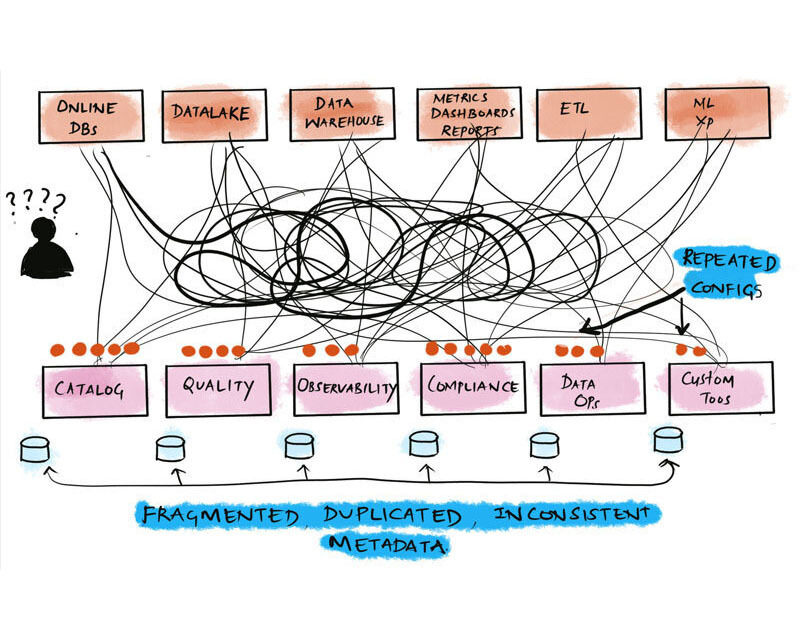 ONLINE
DBs
DATALAKE
DATA
WAREHOUSE
METRICS
DASHBOARDS
REPORTS
ETL
ML
XP
????
REPEATED
CONFIGS
CATALOG
QUALITY
OBSERVABILITY
COMPLIANCE
DATA
OPs
CUSTOM
TOOS
FRAGMENTED, DUPLICATED, INCONSISTENT
METADATA